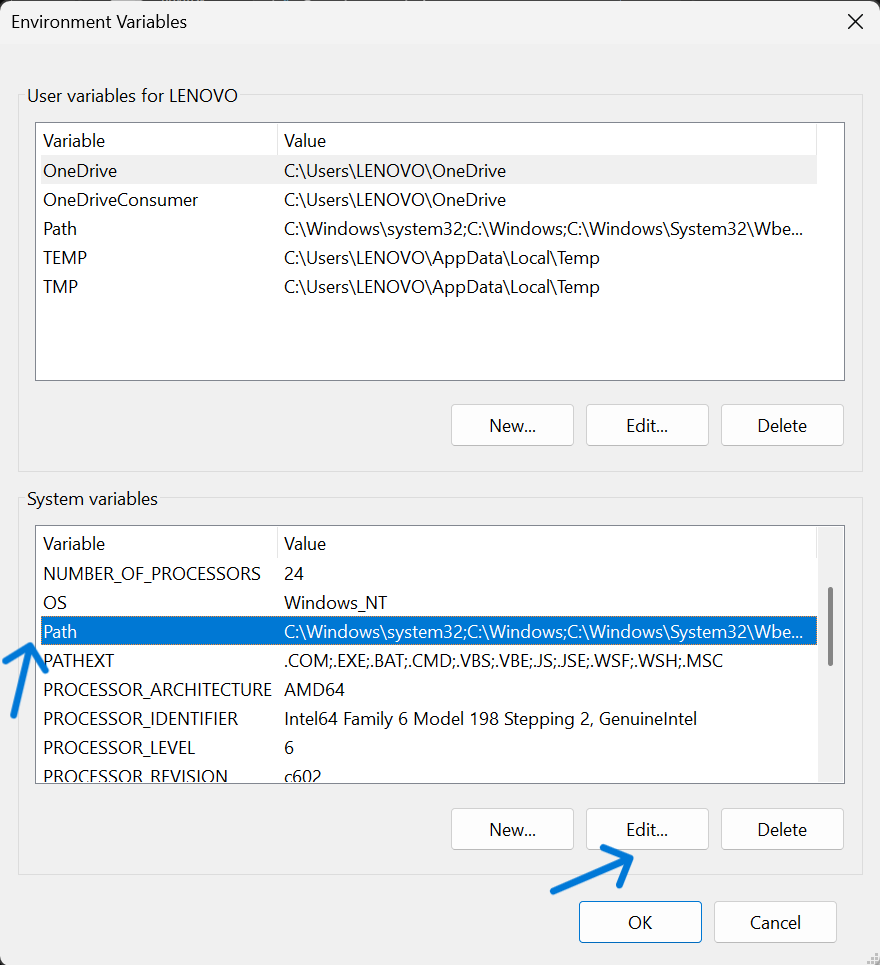 Environment Variables
User variables for LENOVO
Variable Value
OneDrive C:\Users\LENOVO\OneDrive
OneDriveConsumer C:\Users\LENOVO\OneDrive
Path C:\Windows\system32;C:\Windows;C:\Windows\System32\Wbe...
TEMP C:\Users\LENOVO\AppData\Local\Temp
TMP C:\Users\LENOVO\AppData\Local\Temp
New... Edit... Delete
System variables
Variable Value
NUMBER_OF_PROCESSORS 24
OS Windows_NT
Path C:\Windows\system32;C:\Windows;C:\Windows\System32\Wbe...
PATHEXT .COM;.EXE;.BAT;.CMD;.VBS;.VBE;.JS;.JSE;.WSF;.WSH;.MSC
PROCESSOR_ARCHITECTURE AMD64
PROCESSOR_IDENTIFIER Intel64 Family 6 Model 198 Stepping 2, GenuineIntel
PROCESSOR_LEVEL 6
PROCESSOR_REVISION c602
New... Edit... Delete
OK Cancel